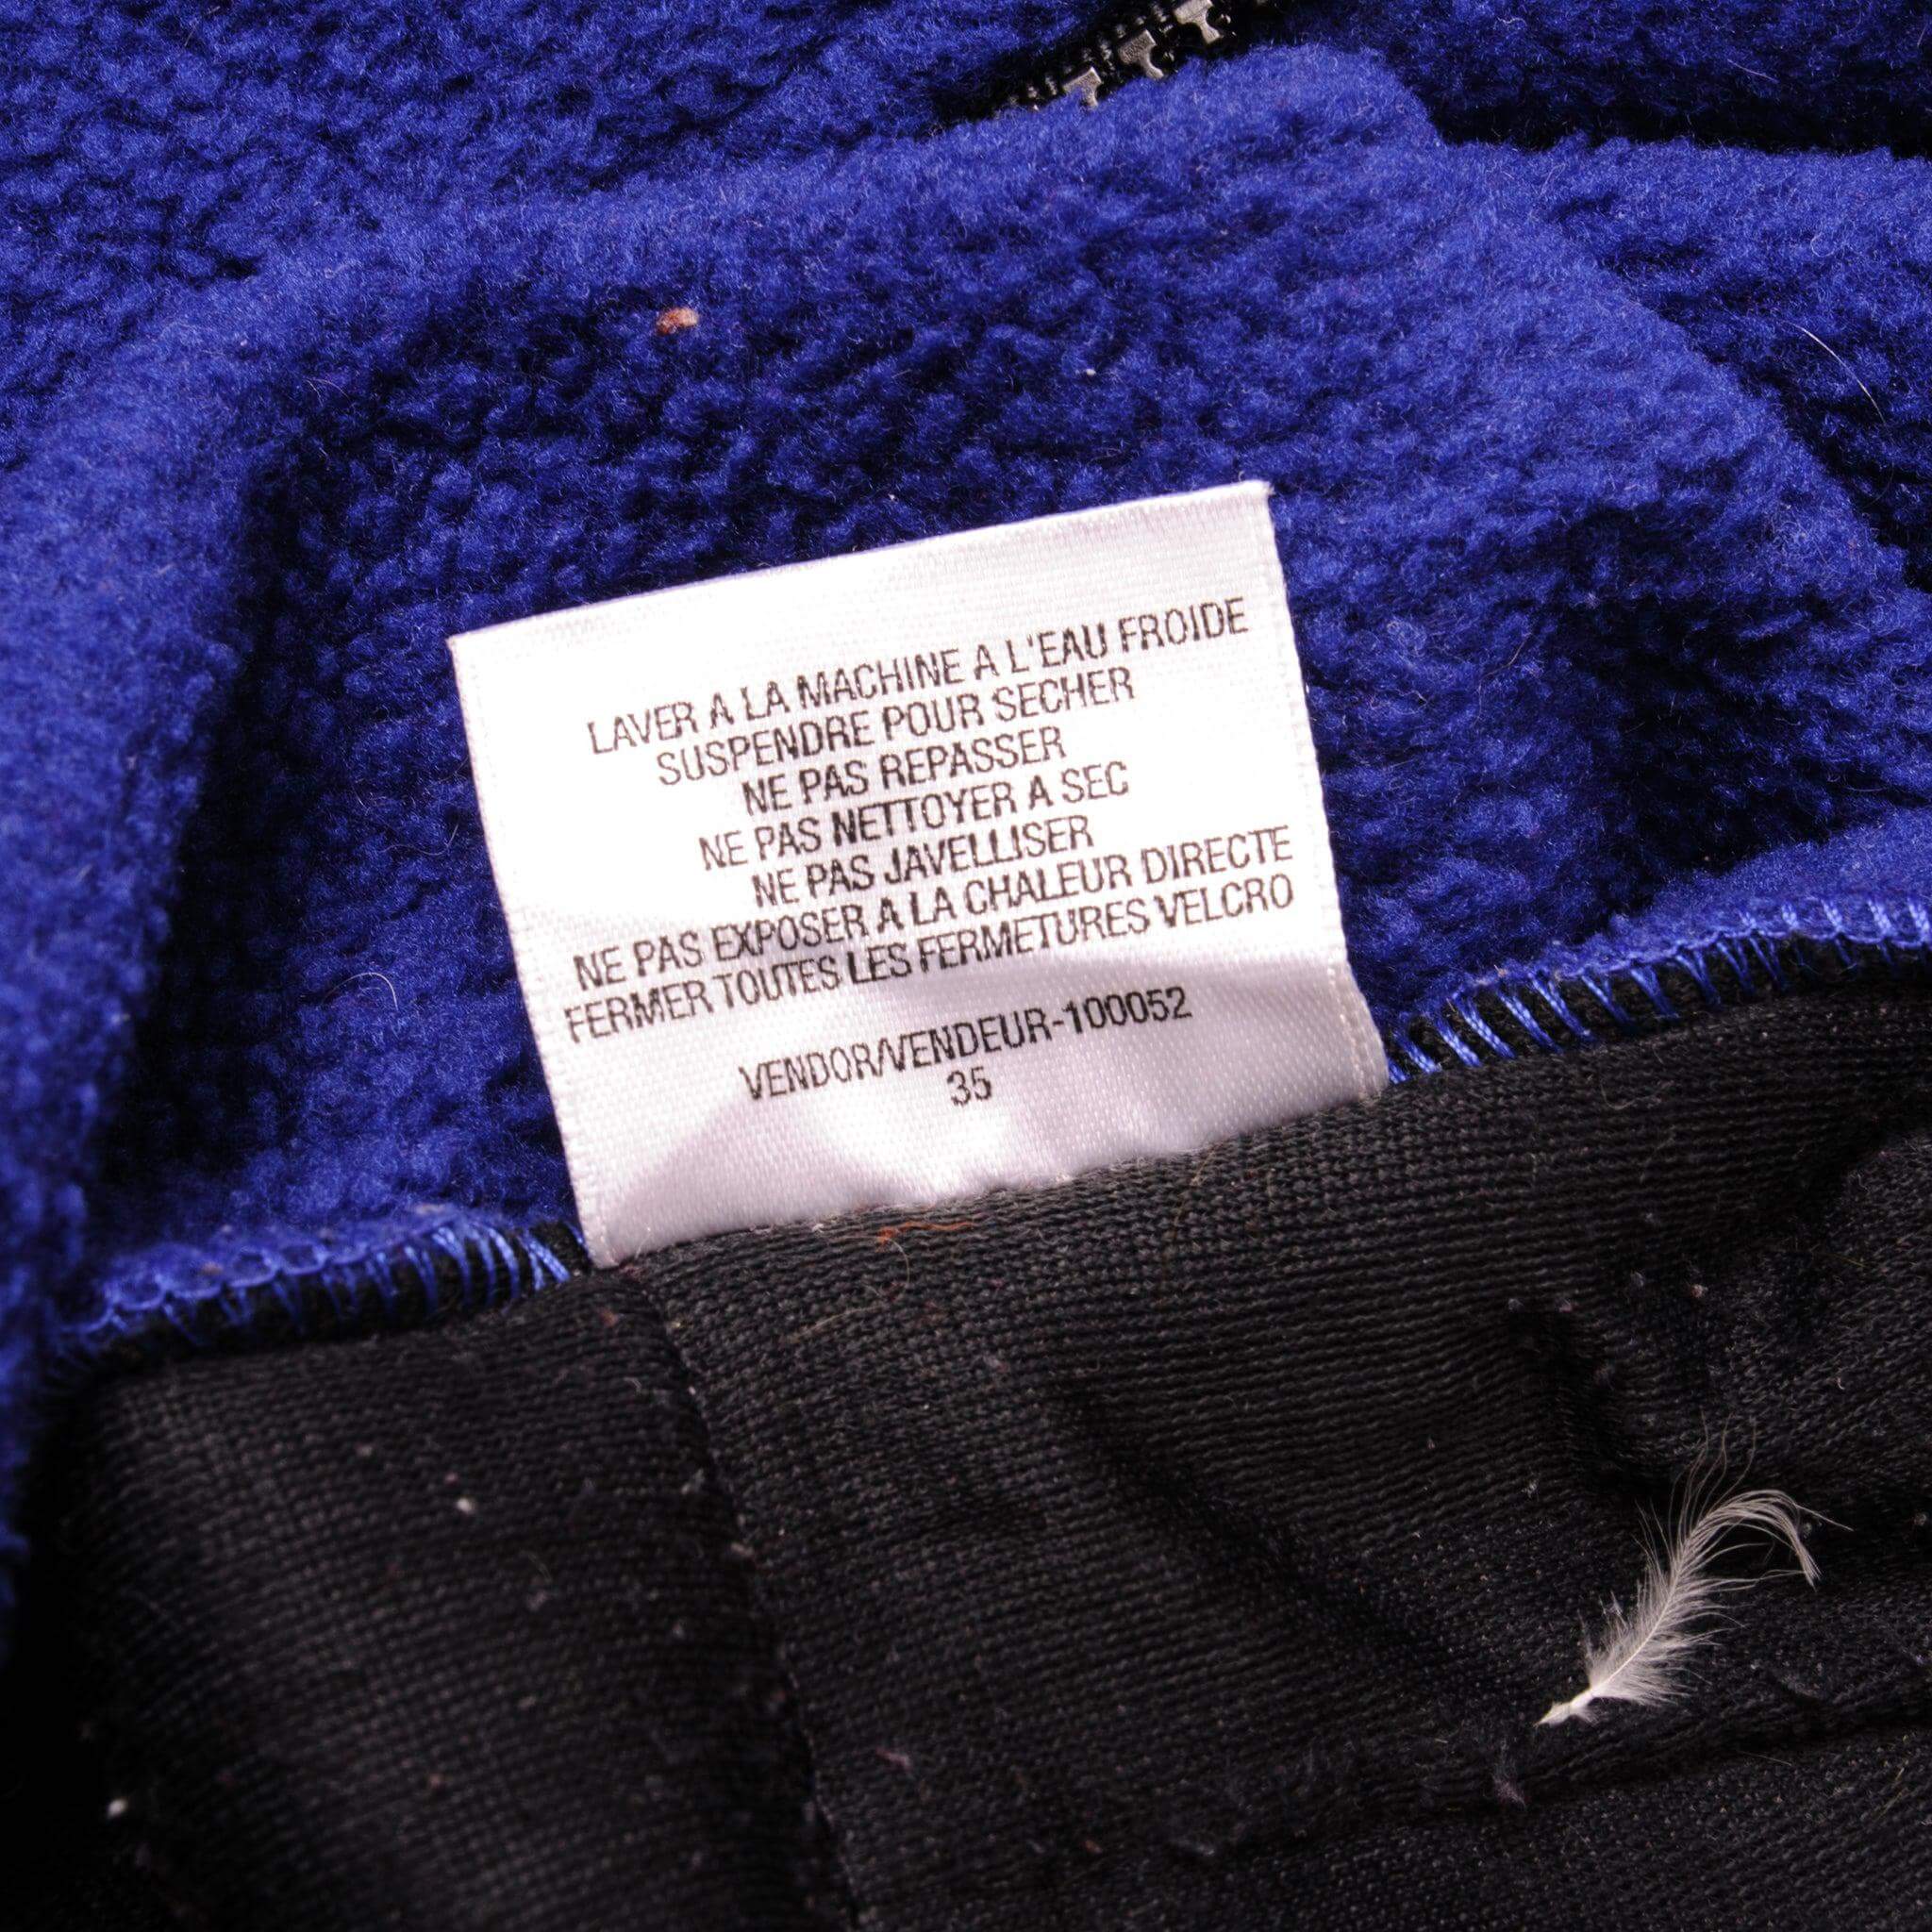 LAVER A LA MACHINE A L'EAU FROIDE
SUSPENDRE POUR SECHER
NE PAS REPASSER
NE PAS NETTOYER A SEC
NE PAS JAVELLISER
NE PAS EXPOSER A LA CHALEUR DIRECTE
FERMER TOUTES LES FERMETURES VELCRO
VENDOR/VENDEUR-100052
35